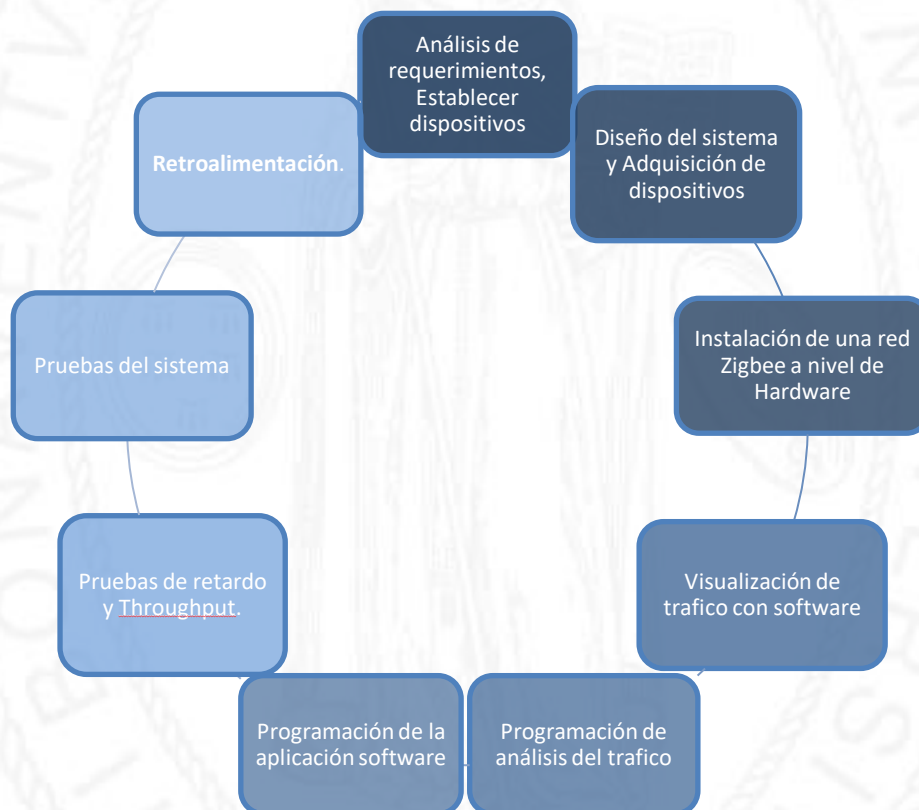 Análisis de
requerimientos,
Establecer
dispositivos
Diseño del sistema
y Adquisición de
dispositivos
Instalación de una red
Zigbee a nivel de
Hardware
Visualización de
trafico con software
Programación de
análisis del trafico
Programación de la
aplicación software
Pruebas de retardo
y Throughput.
Pruebas del sistema
Retroalimentación.